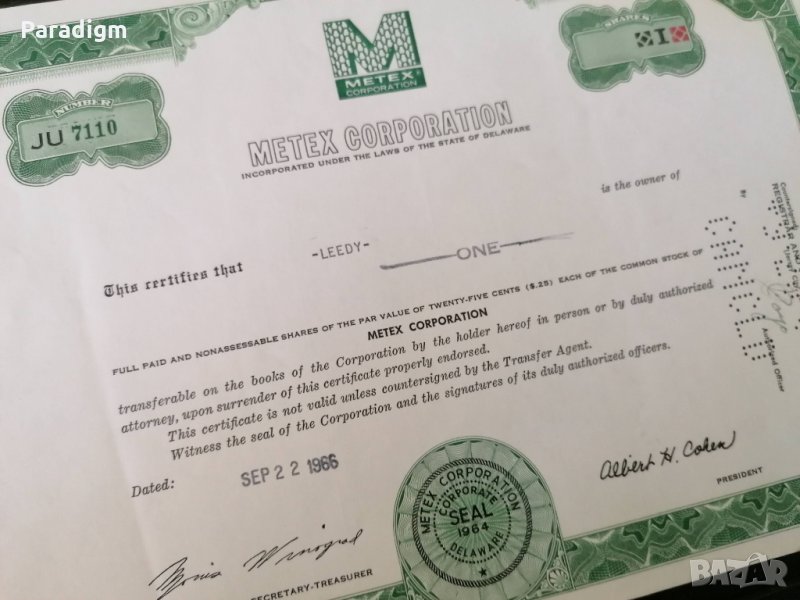 Paradigm
NUMBER
JU 7110
METEX
CORPORATION
SHARES
1
METEX CORPORATION
INCORPORATED UNDER THE LAWS OF THE STATE OF DELAWARE
This certifies that
-LEEDY-
ONE
is the owner of
FULL PAID AND NONASSESSABLE SHARES OF THE PAR VALUE OF TWENTY-FIVE CENTS ($.25) EACH OF THE COMMON STOCK OF
METEX CORPORATION
transferable on the books of the Corporation by the holder hereof in person or by duly authorized
attorney, upon surrender of this certificate properly endorsed.
This certificate is not valid unless countersigned by the Transfer Agent.
Witness the seal of the Corporation and the signatures of its duly authorized officers.
Dated:
SEP 22 1966
METEX CORPORATION
CORPORATE
SEAL
1964
DELAWARE
Albert H. Cohen
PRESIDENT
SECRETARY-TREASURER
Countersigned
By
Authorized Officer
BAZAR